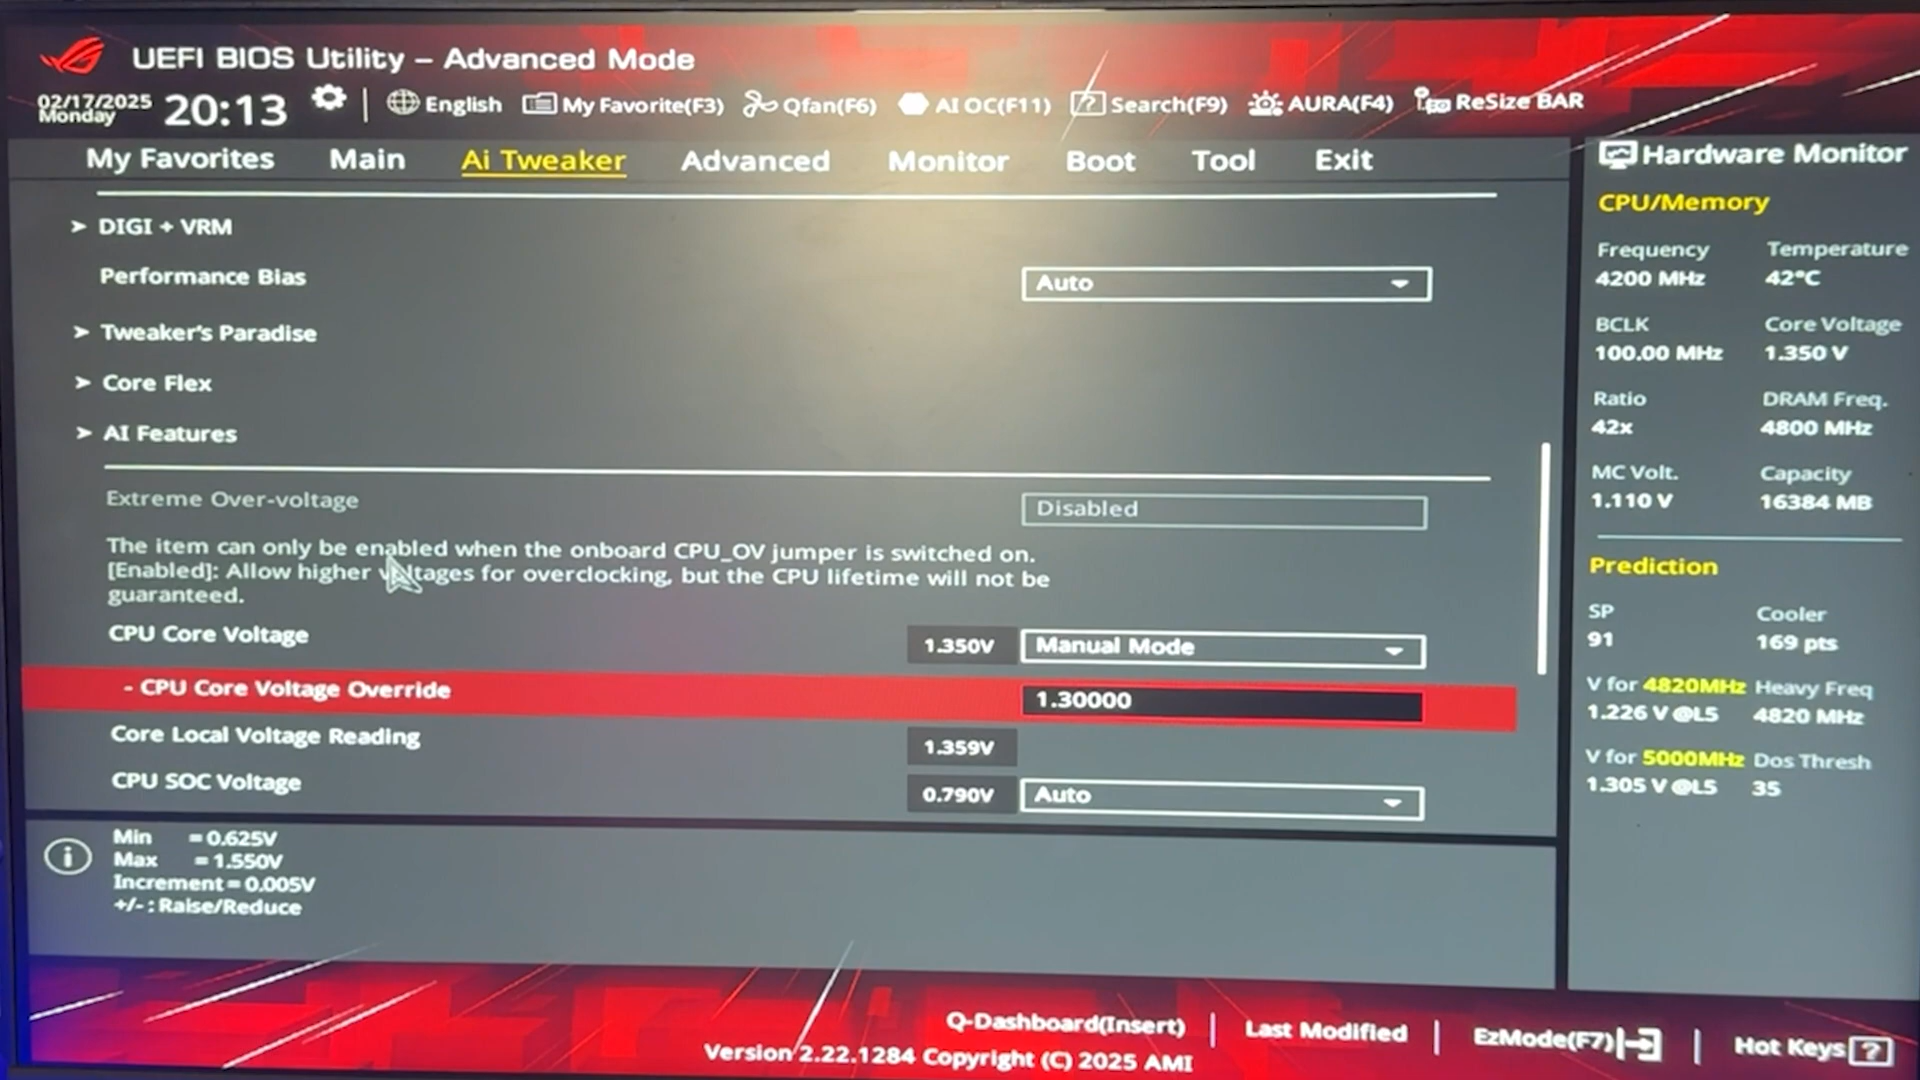 UEFI BIOS Utility – Advanced Mode
02/17/2025
Monday
20:13
English
My Favorite(F3)
Qfan(F6)
AI OC(F11)
Search(F9)
AURA(F4)
ReSize BAR
My Favorites
Main
Ai Tweaker
Advanced
Monitor
Boot
Tool
Exit
DIGI + VRM
Performance Bias
Auto
Tweaker's Paradise
Core Flex
AI Features
Extreme Over-voltage
Disabled
The item can only be enabled when the onboard CPU_OV jumper is switched on.
[Enabled]: Allow higher voltages for overclocking, but the CPU lifetime will not be
guaranteed.
CPU Core Voltage
1.350V
Manual Mode
- CPU Core Voltage Override
1.30000
Core Local Voltage Reading
1.359V
CPU SOC Voltage
0.790V
Auto
Min = 0.625V
Max = 1.550V
Increment = 0.005V
+/- : Raise/Reduce
Hardware Monitor
CPU/Memory
Frequency Temperature
4200 MHz 42°C
BCLK Core Voltage
100.00 MHz 1.350 V
Ratio DRAM Freq.
42x 4800 MHz
MC Volt. Capacity
1.110 V 16384 MB
Prediction
SP Cooler
91 169 pts
V for 4820MHz Heavy Freq
1.226 V @L5 4820 MHz
V for 5000MHz Dos Thresh
1.305 V @L5 35
Q-Dashboard(Insert)
Last Modified
EzMode(F7)
Hot Keys ?
Version 2.22.1284 Copyright (C) 2025 AMI